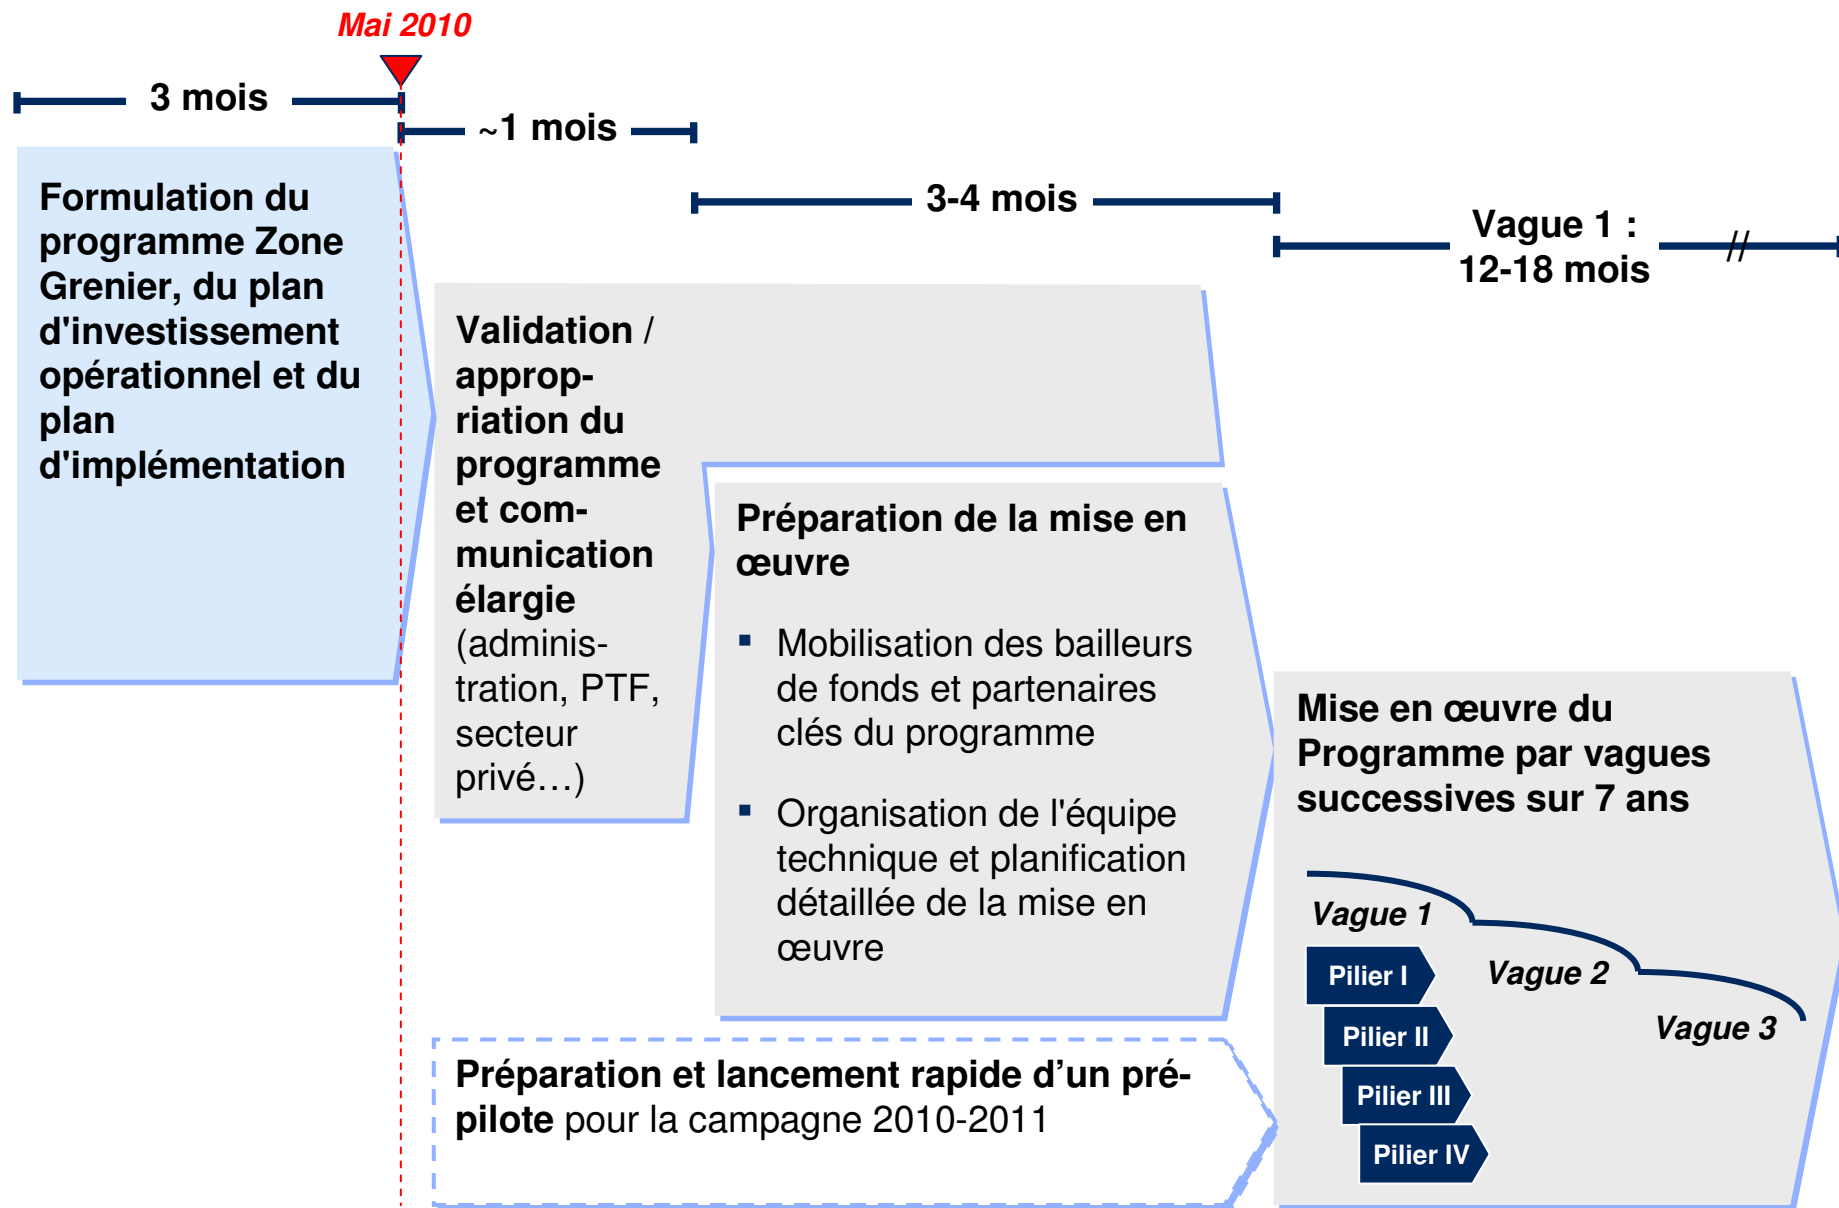 Mai 2010
3 mois
~1 mois
3-4 mois
Vague 1 :
12-18 mois
//
Formulation du
programme Zone
Grenier, du plan
d'investissement
opérationnel et du
plan
d'implémentation
Validation /
approp-
riation du
programme
et com-
munication
élargie
(adminis-
tration, PTF,
secteur
privé…)
Préparation de la mise en
œuvre
▪ Mobilisation des bailleurs
de fonds et partenaires
clés du programme
▪ Organisation de l'équipe
technique et planification
détaillée de la mise en
œuvre
Préparation et lancement rapide d’un pré-
pilote pour la campagne 2010-2011
Mise en œuvre du
Programme par vagues
successives sur 7 ans
Vague 1
Vague 2
Vague 3
Pilier I
Pilier II
Pilier III
Pilier IV